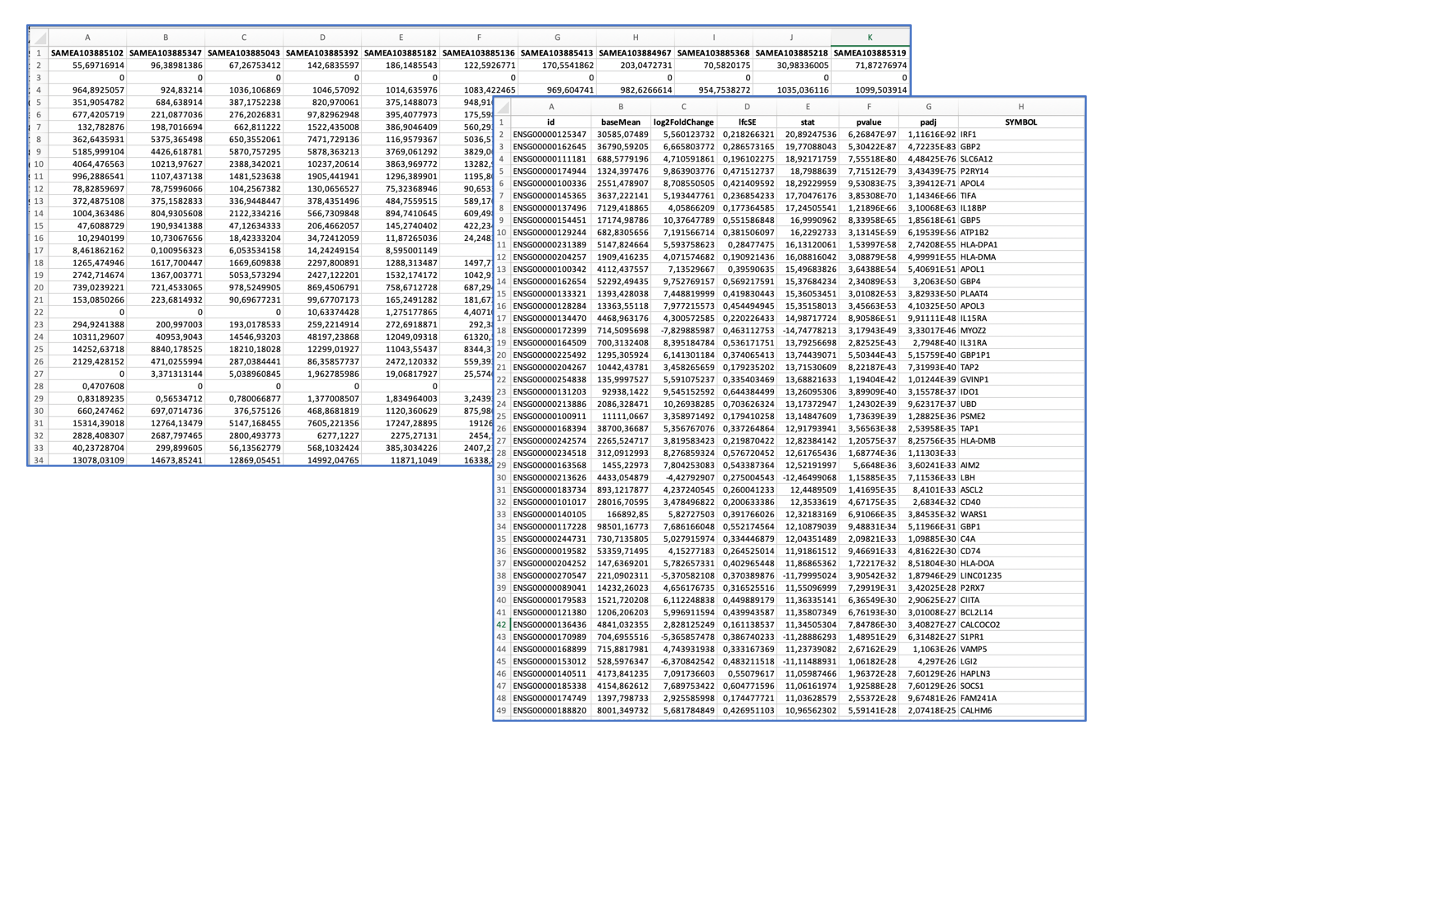 A B C D E F G H I J K
1 SAMEA103885102 SAMEA103885347 SAMEA103885043 SAMEA103885392 SAMEA103885182 SAMEA103885136 SAMEA103885413 SAMEA103884967 SAMEA103885368 SAMEA103885218 SAMEA103885319
2 55,69716914 96,38981386 67,26753412 142,6835597 186,1485543 122,5926771 170,5541862 203,0472731 70,5820175 30,98336005 71,87276974
3 0 0 0 0 0 0 0 0 0 0 0
4 964,8925057 924,83214 1036,106869 1046,57092 1014,635976 1083,422465 969,604741 982,6266614 954,7538272 1035,036116 1099,503914
5 351,9054782 684,638914 387,1752238 820,970061 375,1488073 948,91
6 677,4205719 221,0877036 276,2026831 97,82962948 395,4077973 175,59
7 132,782876 198,7016694 662,811222 1522,435008 386,9046409 560,29
8 362,6435931 5375,365498 650,3552061 7471,729136 116,9579367 5036,5
9 5185,999104 4426,618781 5870,757295 5878,363213 3769,061292 3829,0
10 4064,476563 10213,97627 2388,342021 10237,20614 3863,969772 13282,
11 996,2886541 1107,437138 1481,523638 1905,441941 1296,389901 1195,8
12 78,82859697 78,75996066 104,2567382 130,0656527 75,32368946 90,653
13 372,4875108 375,1582833 336,9448447 378,4351496 484,7559515 589,17
14 1004,363486 804,9305608 2122,334216 566,7309848 894,7410645 609,49
15 47,6088729 190,9341388 47,12634333 206,4662057 145,2740402 422,23
16 10,2940199 10,73067656 18,42333204 34,72412059 11,87265036 24,248
17 8,461862162 0,100956323 6,053534158 14,24249154 8,595001149
18 1265,474946 1617,700447 1669,609838 2297,800891 1288,313487 1497,7
19 2742,714674 1367,003771 5053,573294 2427,122201 1532,174172 1042,9
20 739,0239221 721,4533065 978,5249905 869,4506791 758,6712728 687,29
21 153,0850266 223,6814932 90,69677231 99,67707173 165,2491282 181,67
22 0 0 0 10,63374428 1,275177865 4,4071
23 294,9241388 200,997003 193,0178533 259,2214914 272,6918871 292,3
24 10311,29607 40953,9043 14546,93203 48197,23868 12049,09318 61320,
25 14252,63718 8840,178525 18210,18028 12299,01927 11043,55437 8344,3
26 2129,428152 471,0255994 287,0384441 86,35857737 2472,120332 559,39
27 0 3,371313144 5,038960845 1,962785986 19,06817927 25,574
28 0,4707608 0 0 0 0
29 0,83189235 0,56534712 0,780066877 1,377008507 1,834964003 3,2439
30 660,247462 697,0714736 376,575126 468,8681819 1120,360629 875,98
31 15314,39018 12764,13479 5147,168455 7605,221356 17247,28895 19126
32 2828,408307 2687,797465 2800,493773 6277,1227 2275,27131 2454,
33 40,23728704 299,899605 56,13562779 568,1032424 385,3034226 2407,2
34 13078,03109 14673,85241 12869,05451 14992,04765 11871,1049 16338,
A B C D E F G H
1 id baseMean log2FoldChange lfcSE stat pvalue padj SYMBOL
2 ENSG00000125347 30585,07489 5,560123732 0,218266321 20,89247536 6,26847E-97 1,11616E-92 IRF1
3 ENSG00000162645 36790,59205 6,665803772 0,286573165 19,77088043 5,30422E-87 4,72235E-83 GBP2
4 ENSG00000111181 688,5779196 4,710591861 0,196102275 18,92171759 7,55518E-80 4,48425E-76 SLC6A12
5 ENSG00000174944 1324,397476 9,863903776 0,471512737 18,7988639 7,71512E-79 3,43439E-75 P2RY14
6 ENSG00000100336 2551,478907 8,708550505 0,421409592 18,29229959 9,53083E-75 3,39412E-71 APOL4
7 ENSG00000145365 3637,222141 5,193447761 0,236854233 17,70476176 3,85308E-70 1,14346E-66 TIFA
8 ENSG00000137496 7129,418865 4,05866209 0,177364585 17,24505541 1,21896E-66 3,10068E-63 IL18BP
9 ENSG00000154451 17174,98786 10,37647789 0,551586848 16,9990962 8,33958E-65 1,85618E-61 GBP5
10 ENSG00000129244 682,8305656 7,191566714 0,381506097 16,2292733 3,13145E-59 6,19539E-56 ATP1B2
11 ENSG00000231389 5147,824664 5,593758623 0,28477475 16,13120061 1,53997E-58 2,74208E-55 HLA-DPA1
12 ENSG00000204257 1909,416235 4,071574682 0,190921436 16,08816042 3,08879E-58 4,99991E-55 HLA-DMA
13 ENSG00000100342 4112,437557 7,13529667 0,39590635 15,49683826 3,64388E-54 5,40691E-51 APOL1
14 ENSG00000162654 52292,49435 9,752769157 0,569217591 15,37684234 2,34089E-53 3,2063E-50 GBP4
15 ENSG00000133321 1393,428038 7,448819999 0,419830443 15,36053451 3,01082E-53 3,82933E-50 PLAAT4
16 ENSG00000128284 13363,55118 7,977215573 0,454494945 15,35158013 3,45663E-53 4,10325E-50 APOL3
17 ENSG00000134470 4468,963176 4,300572585 0,220226433 14,98717724 8,90586E-51 9,91111E-48 IL15RA
18 ENSG00000172399 714,5095698 -7,829885987 0,463112753 -14,74778213 3,17943E-49 3,33017E-46 MYOZ2
19 ENSG00000164509 700,3132408 8,395184784 0,536171751 13,79256698 2,82525E-43 2,7948E-40 IL31RA
20 ENSG00000225492 1295,305924 6,141301184 0,374065413 13,74439071 5,50344E-43 5,15759E-40 GBP1P1
21 ENSG00000204267 10442,43781 3,458265659 0,179235202 13,71530609 8,22187E-43 7,31993E-40 TAP2
22 ENSG00000254838 135,9997527 5,591075237 0,335403469 13,68821633 1,19404E-42 1,01244E-39 GVINP1
23 ENSG00000131203 92938,1422 9,545152592 0,644384499 13,26095306 3,89909E-40 3,15578E-37 IDO1
24 ENSG00000213886 2086,328471 10,26938285 0,703626324 13,17372947 1,24302E-39 9,62317E-37 UBD
25 ENSG00000100911 11111,0667 3,358971492 0,179410258 13,14847609 1,73639E-39 1,28825E-36 PSME2
26 ENSG00000168394 38700,36687 5,356767076 0,337264864 12,91793941 3,56563E-38 2,53958E-35 TAP1
27 ENSG00000242574 2265,524717 3,819583423 0,219870422 12,82384142 1,20575E-37 8,25756E-35 HLA-DMB
28 ENSG00000234518 312,0912993 8,276859324 0,576720452 12,61765436 1,68774E-36 1,11303E-33
29 ENSG00000163568 1455,22973 7,804253083 0,543387364 12,52191997 5,6648E-36 3,60241E-33 AIM2
30 ENSG00000213626 4433,054879 -4,42792907 0,275004543 -12,46499068 1,15885E-35 7,11536E-33 LBH
31 ENSG00000183734 893,1217877 4,237240545 0,260041233 12,4489509 1,41695E-35 8,4101E-33 ASCL2
32 ENSG00000101017 28016,70595 3,478496822 0,200633386 12,3533619 4,67175E-35 2,6834E-32 CD40
33 ENSG00000140105 166892,85 5,82727503 0,391766026 12,32183169 6,91066E-35 3,84535E-32 WARS1
34 ENSG00000117228 98501,16773 7,686166048 0,552174564 12,10879039 9,48831E-34 5,11966E-31 GBP1
35 ENSG00000244731 730,7135805 5,027915974 0,334446879 12,04351489 2,09821E-33 1,09885E-30 C4A
36 ENSG00000019582 53359,71495 4,15277183 0,264525014 11,91861512 9,46691E-33 4,81622E-30 CD74
37 ENSG00000204252 147,6369201 5,782657331 0,402965448 11,86865362 1,72217E-32 8,51804E-30 HLA-DOA
38 ENSG00000270547 221,0902311 -5,370582108 0,370389876 -11,79995024 3,90542E-32 1,87946E-29 LINC01235
39 ENSG00000089041 14232,26023 4,656176735 0,316525516 11,55096999 7,29919E-31 3,42025E-28 P2RX7
40 ENSG00000179583 1521,720208 6,112248838 0,449889179 11,36335141 6,36549E-30 2,90625E-27 CIITA
41 ENSG00000121380 1206,206203 5,996911594 0,439943587 11,35807349 6,76193E-30 3,01008E-27 BCL2L14
42 ENSG00000136436 4841,032355 2,828125249 0,161138537 11,34505304 7,84786E-30 3,40827E-27 CALCOCO2
43 ENSG00000170989 704,6955516 -5,365857478 0,386740233 -11,28886293 1,48951E-29 6,31482E-27 S1PR1
44 ENSG00000168899 715,8817981 4,743931938 0,333167369 11,23739082 2,67162E-29 1,1063E-26 VAMP5
45 ENSG00000153012 528,5976347 -6,370842542 0,483211518 -11,11488931 1,06182E-28 4,297E-26 LGI2
46 ENSG00000140511 4173,841235 7,091736603 0,55079617 11,05987466 1,96372E-28 7,60129E-26 HAPLN3
47 ENSG00000185338 4154,862612 7,689753422 0,604771596 11,06161974 1,92588E-28 7,60129E-26 SOCS1
48 ENSG00000174749 1397,798733 2,925585998 0,174477721 11,03628579 2,55372E-28 9,67481E-26 FAM241A
49 ENSG00000188820 8001,349732 5,681784849 0,426951103 10,96562302 5,59141E-28 2,07418E-25 CALHM6